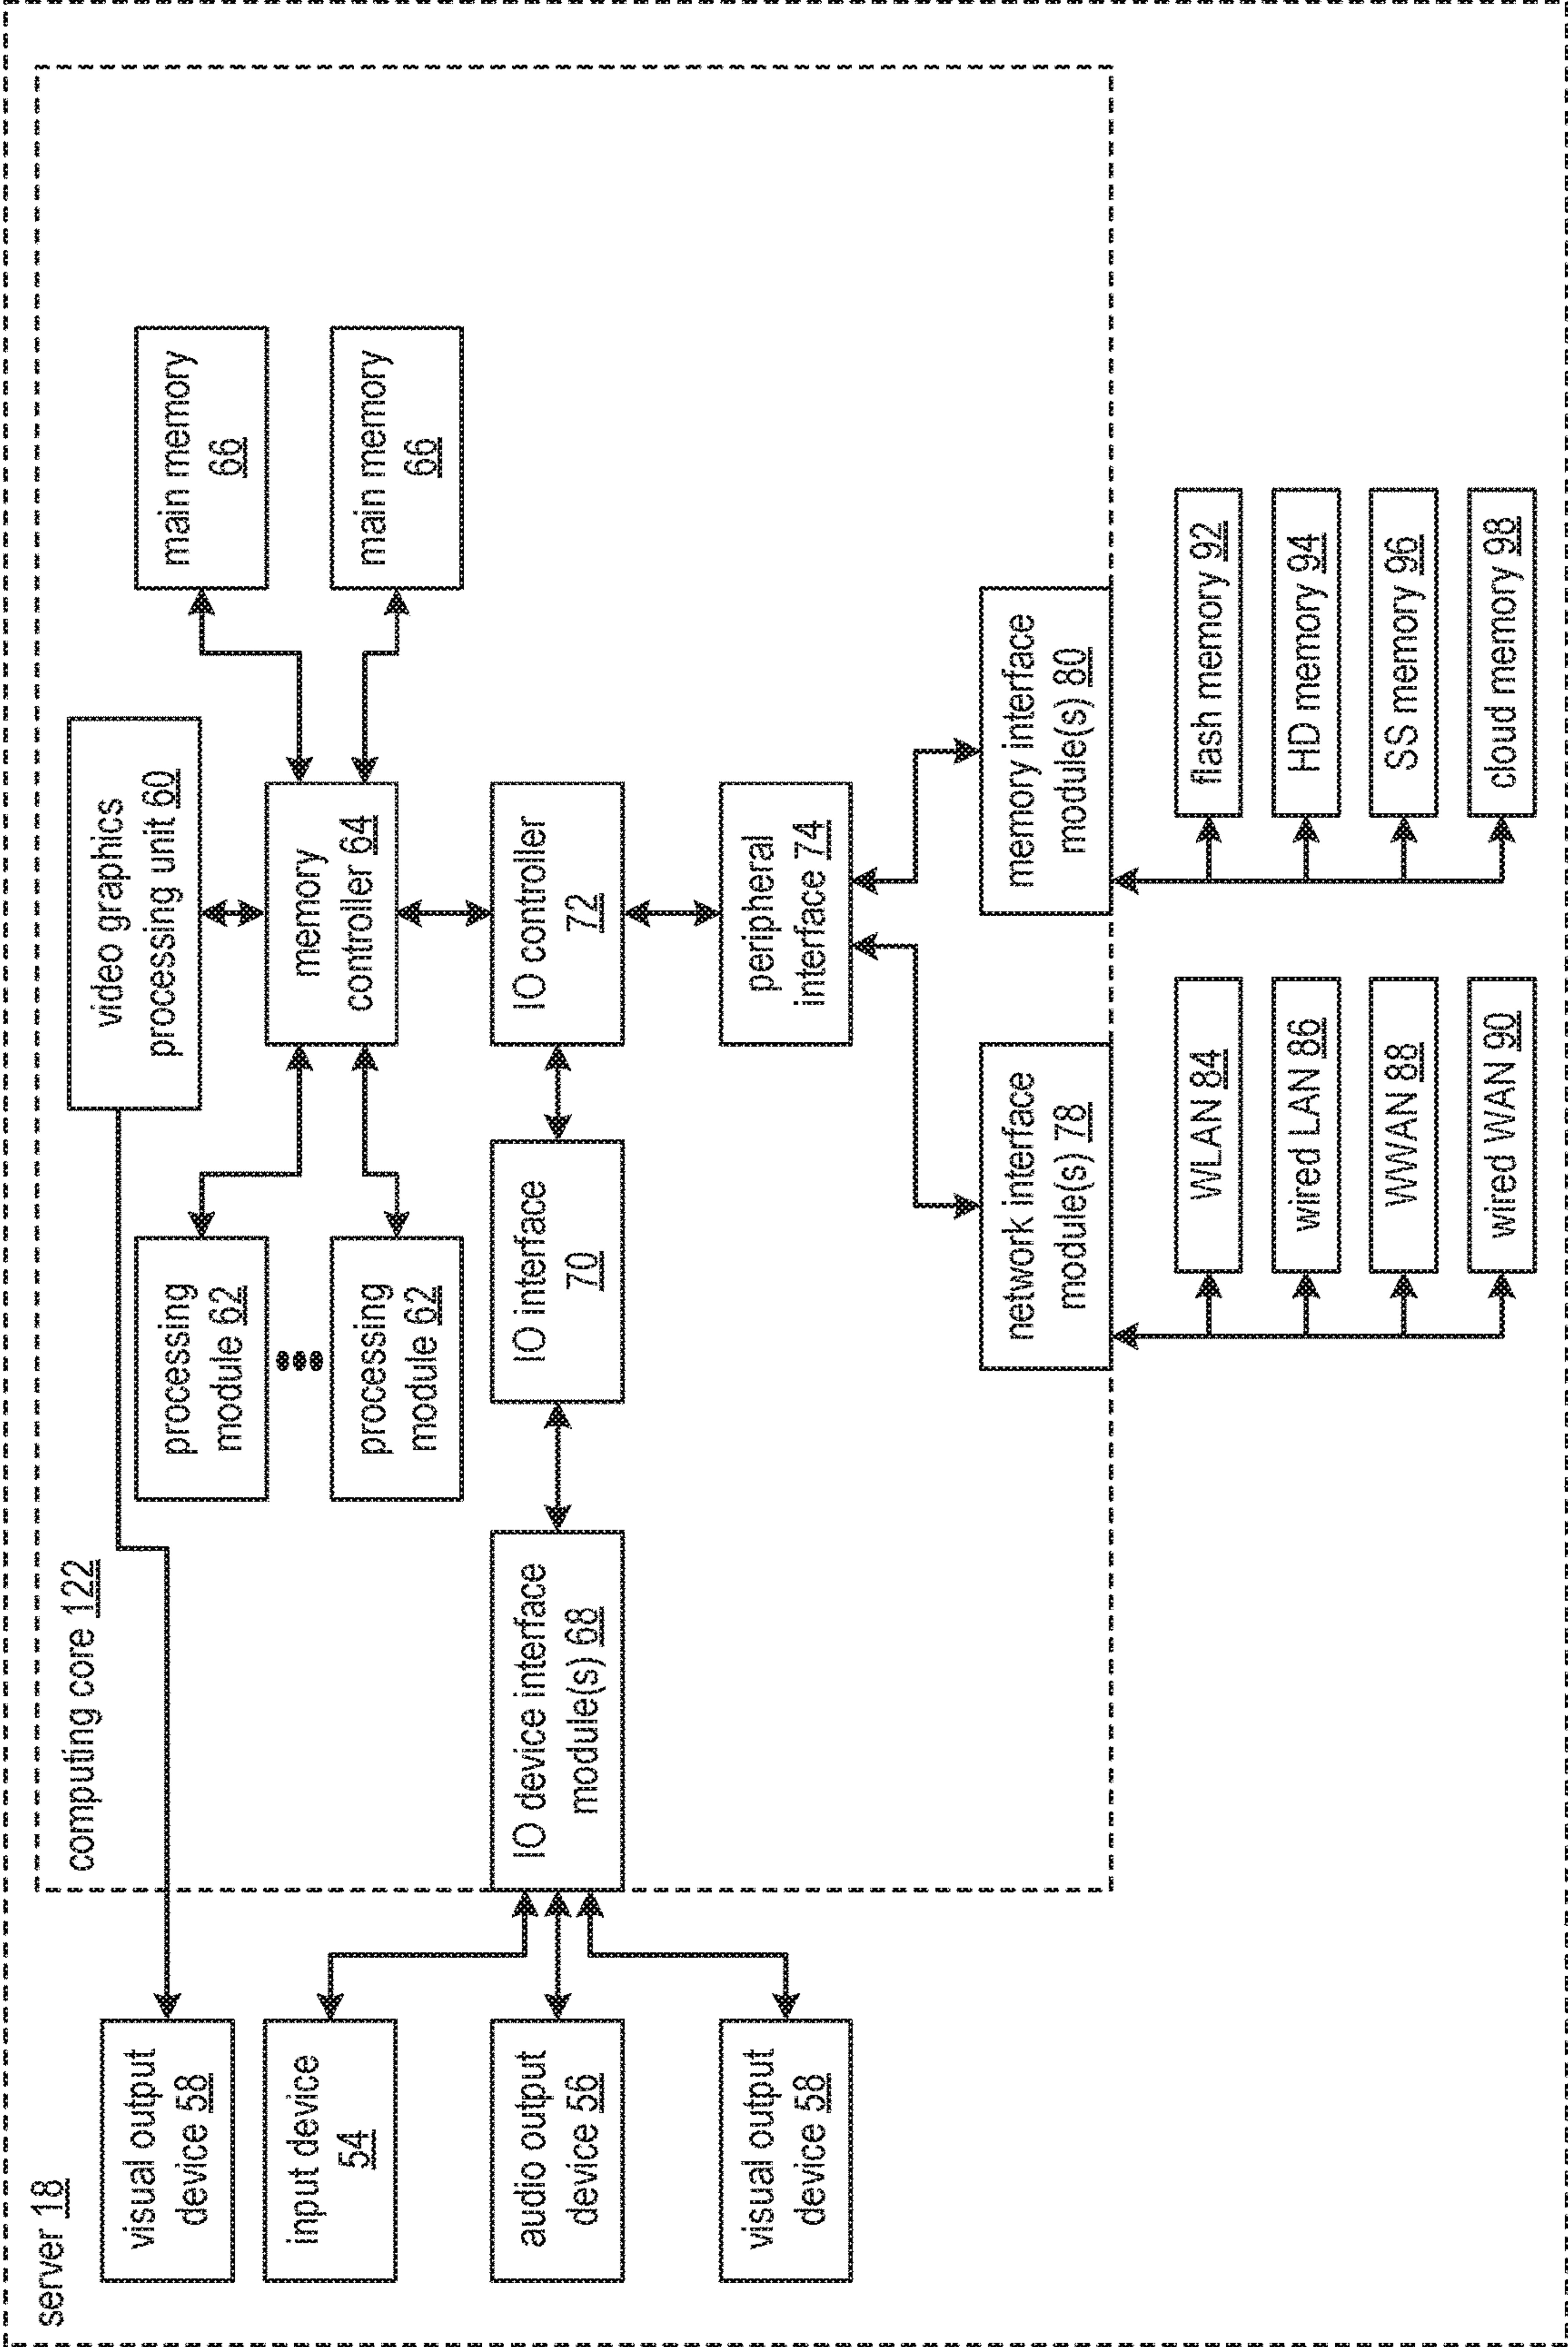 server 18
computing core 122
visual output
device 58
video graphics
processing unit 60
input device
54
processing
module 62
memory
controller 64
main memory
66
processing
module 62
main memory
66
audio output
device 56
IO device interface
module(s) 68
IO interface
70
IO controller
72
visual output
device 58
peripheral
interface 74
network interface
module(s) 78
memory interface
module(s) 80
WLAN 84
flash memory 92
wired LAN 86
HD memory 94
WWAN 88
SS memory 96
wired WAN 90
cloud memory 98